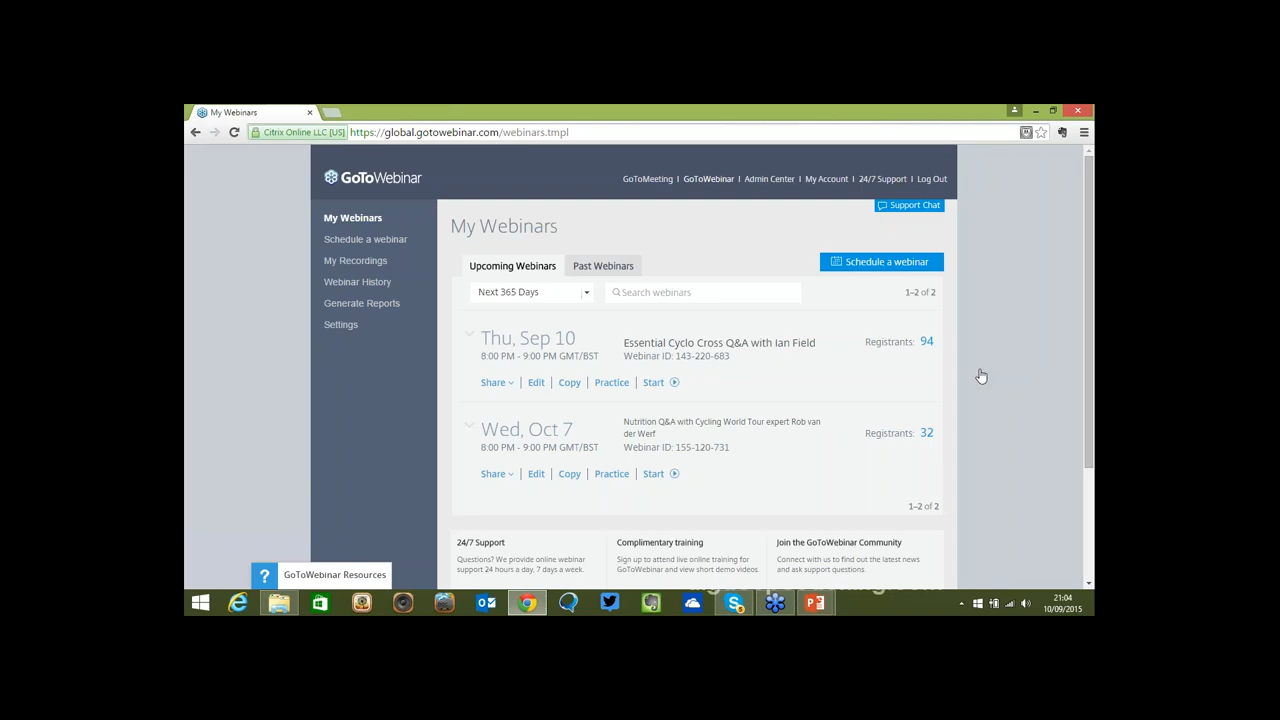 My Webinars
Citrix Online LLC [US] https://global.gotowebinar.com/webinars.tmpl
GoToWebinar
GoToMeeting | GoToWebinar | Admin Center | My Account | 24/7 Support | Log Out
Support Chat
My Webinars
Schedule a webinar
My Recordings
Webinar History
Generate Reports
Settings
My Webinars
Upcoming Webinars Past Webinars
Schedule a webinar
Next 365 Days Search webinars 1–2 of 2
Thu, Sep 10 Essential Cyclo Cross Q&A with Ian Field Registrants: 94
8:00 PM - 9:00 PM GMT/BST Webinar ID: 143-220-683
Share | Edit | Copy | Practice | Start
Wed, Oct 7 Nutrition Q&A with Cycling World Tour expert Rob van
der Werf Registrants: 32
8:00 PM - 9:00 PM GMT/BST Webinar ID: 155-120-731
Share | Edit | Copy | Practice | Start
1–2 of 2
24/7 Support
Questions? We provide online webinar
support 24 hours a day, 7 days a week.
Complimentary training
Sign up to attend live online training for
GoToWebinar and view short demo videos.
Join the GoToWebinar Community
Connect with us to find out the latest news
and ask support questions.
? GoToWebinar Resources
21:04
10/09/2015